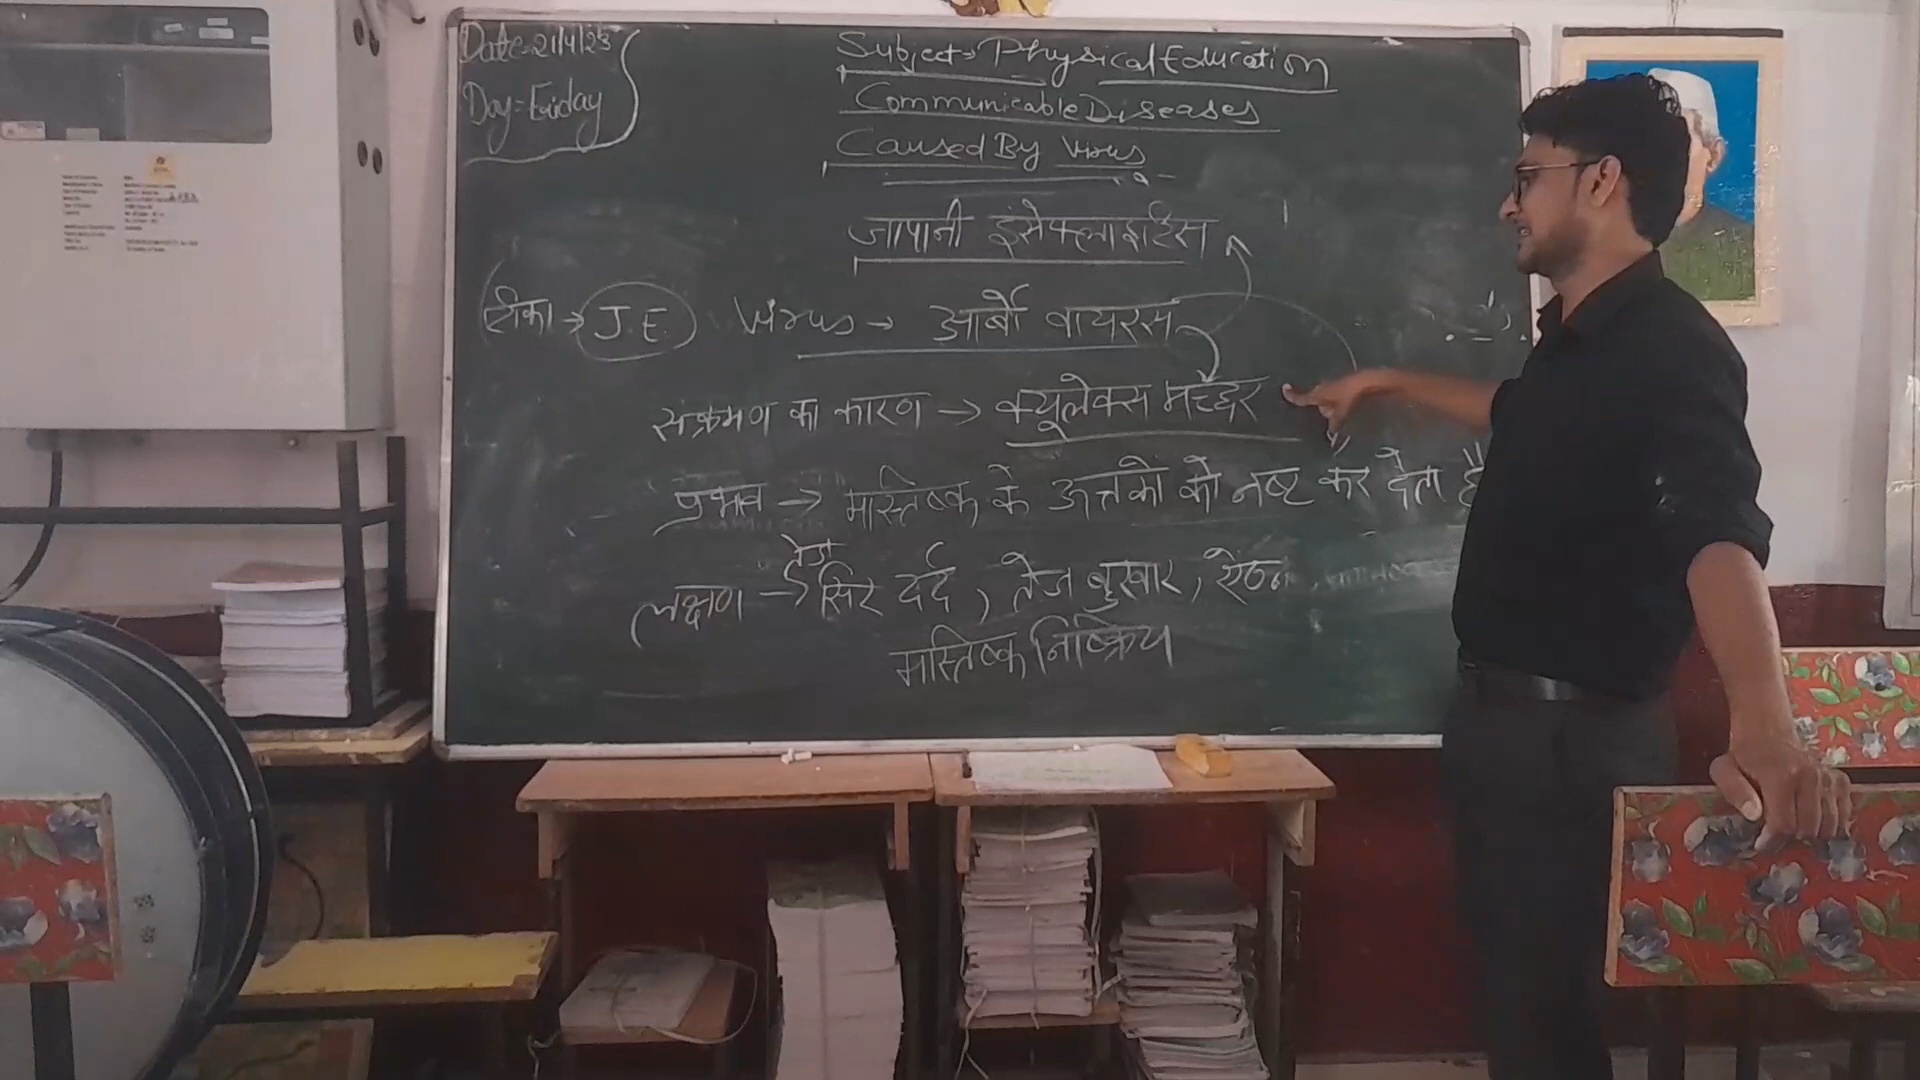 Date=21/4/23
Day=Friday
Subject→Physical Education
Communicable Diseases
Caused By Virus
जापानी इंसेक्लाइटिस
टीका→ J.E. Virus → आर्बो वायरस
संक्रमण का कारण → क्यूलेक्स मच्छर
प्रभाव → मस्तिष्क के ऊत्तकों को नष्ट कर देता है
लक्षण → तेज सिर दर्द, तेज बुखार, ऐठन,
मस्तिष्क निष्क्रिय